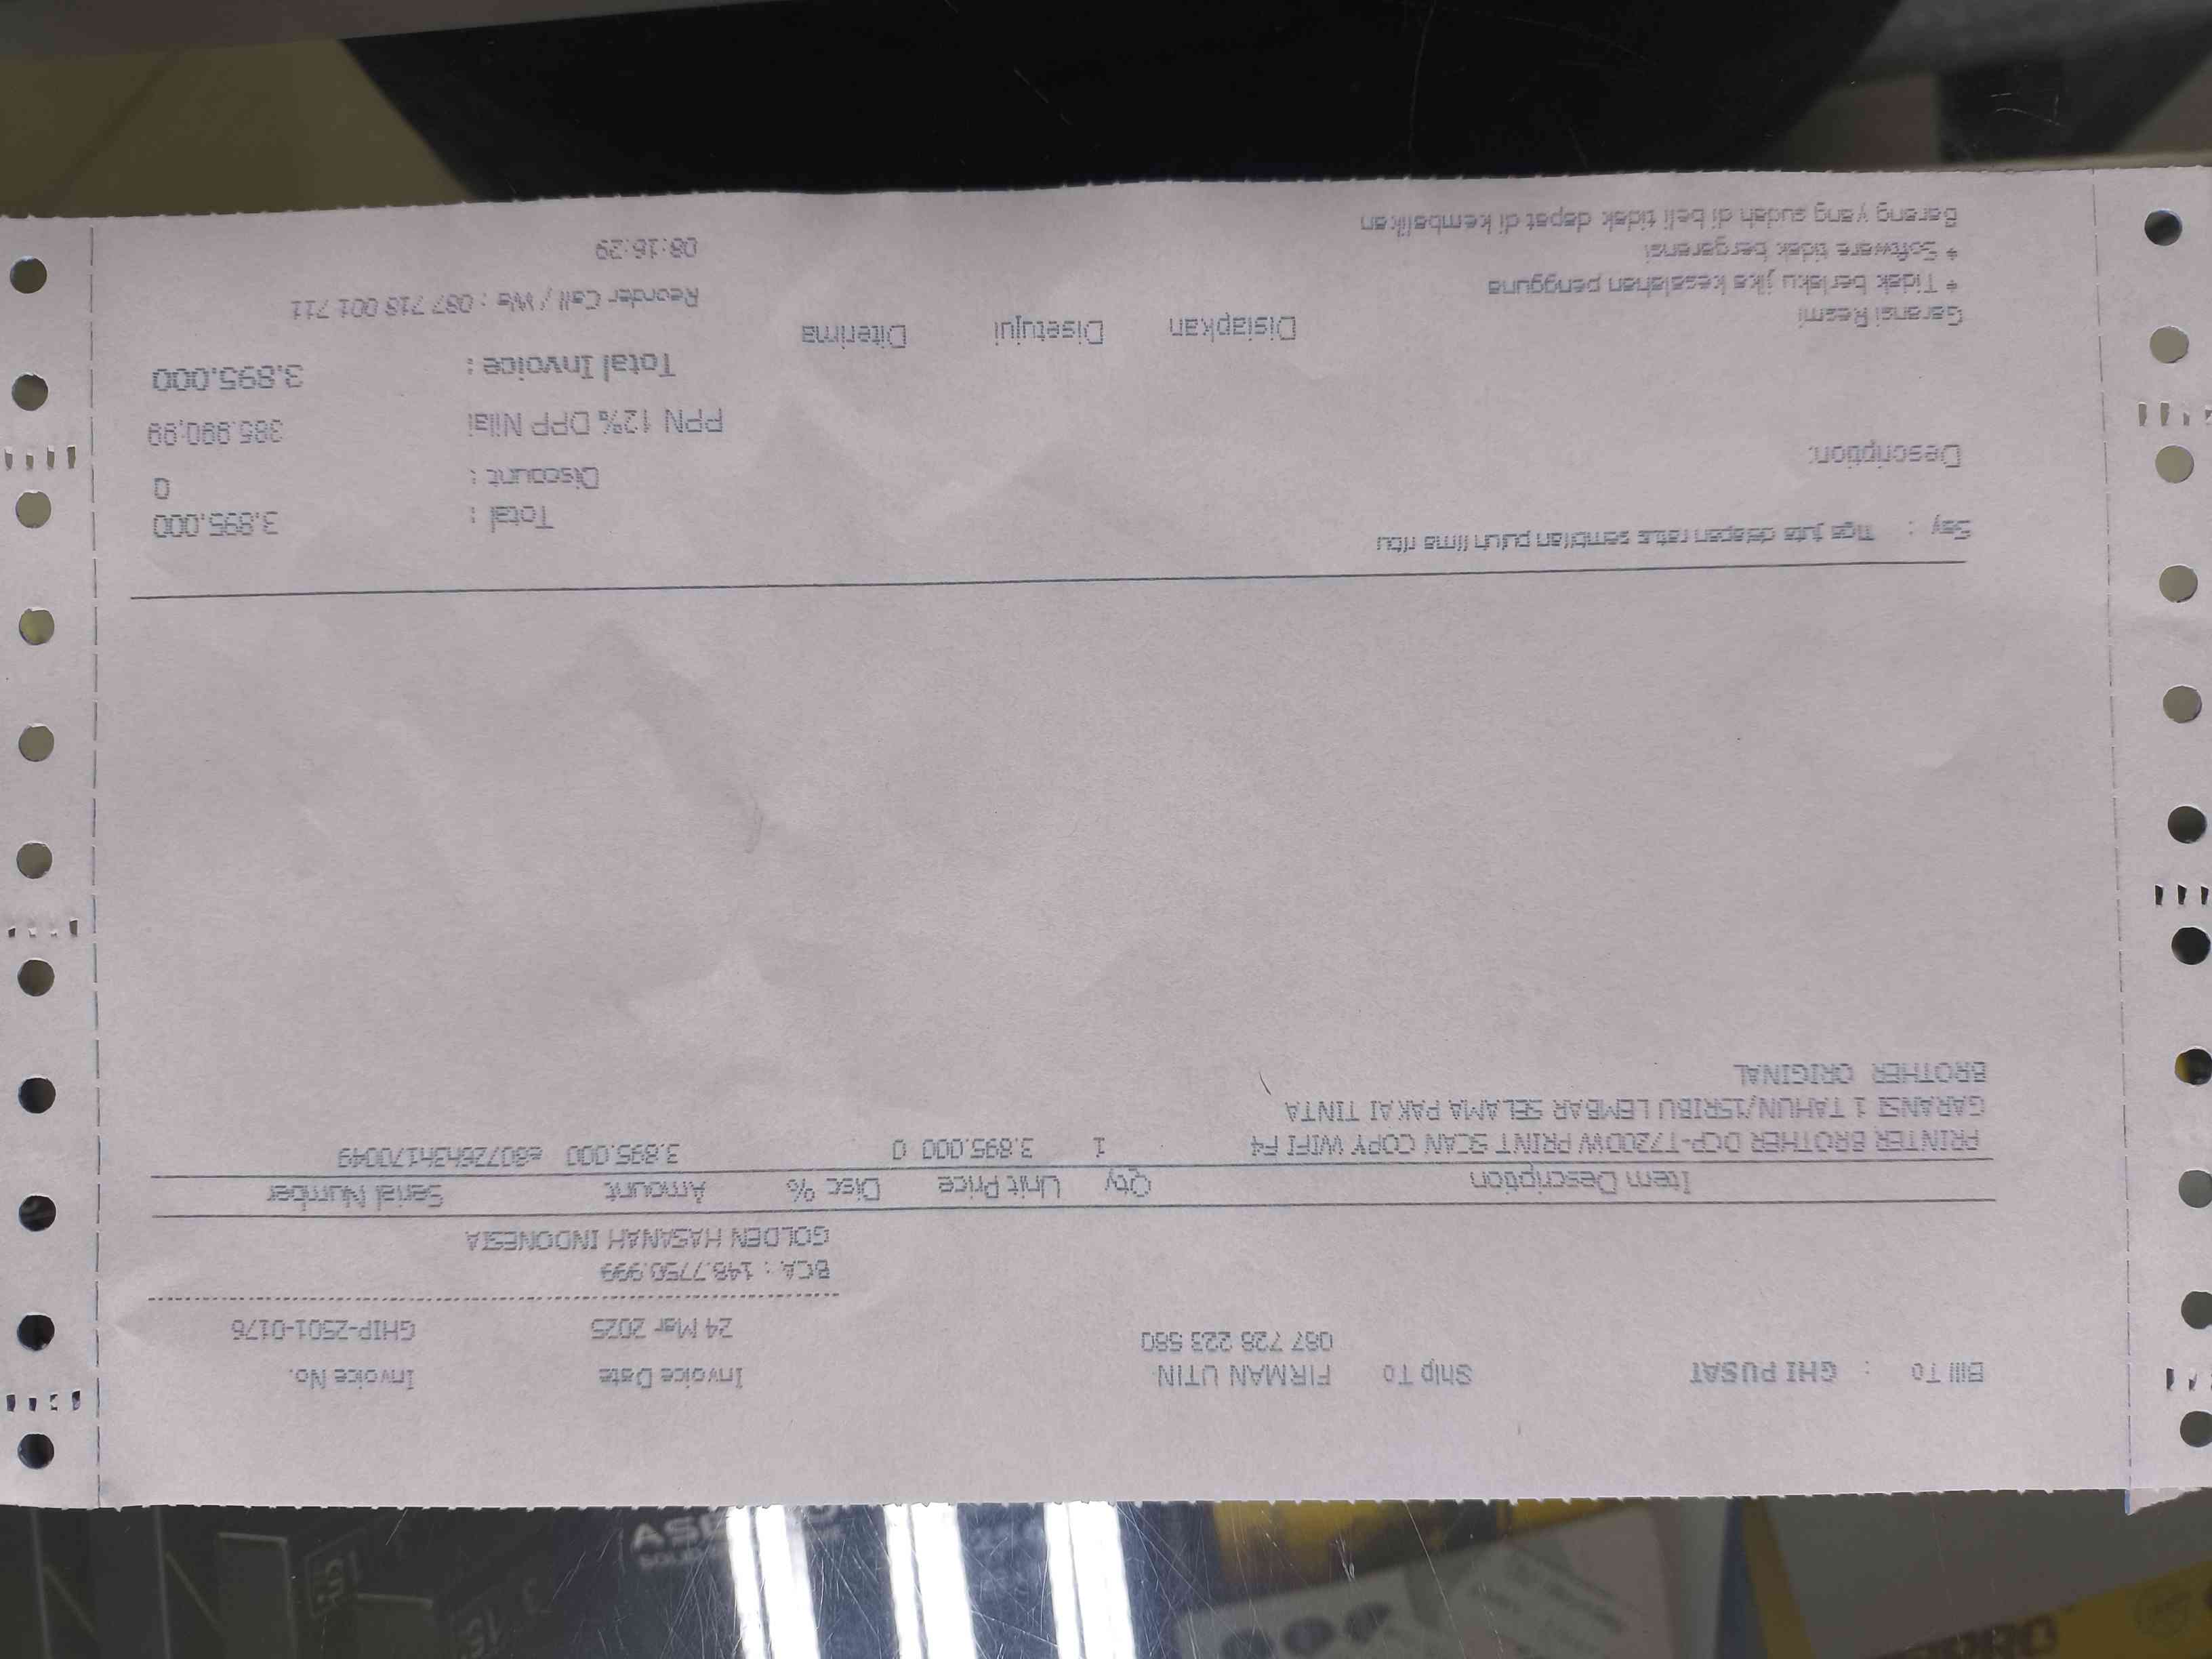 Bill To : GHI PUSAT Ship To FIRMAN UTIN Invoice Date Invoice No.
087 728 223 580 24 Mar 2025 GHIP-2501-0176
BCA : 148.7750.999
GOLDEN HASANAH INDONESIA
Item Description Qty Unit Price Disc % Amount Serial Number
PRINTER BROTHER DCP-T720DW PRINT SCAN COPY WIFI F4 1 3.895.000 0 3.895.000 e80726h3h170049
GARANSI 1 TAHUN/15RIBU LEMBAR SELAMA PAKAI TINTA
BROTHER ORIGINAL
Say : Tiga juta delapan ratus sembilan puluh lima ribu
Total : 3.895.000
Discount : 0
Description:
PPN 12% DPP Nilai 385.990,99
Total Invoice : 3.895.000
Garansi Resmi
* Tidak berlaku jika kesalahan pengguna
* Software tidak bergaransi
Barang yang sudah di beli tidak dapat di kembalikan
Disiapkan Disetujui Diterima
Reorder Call / Wa : 087 718 001 711
08:16:29